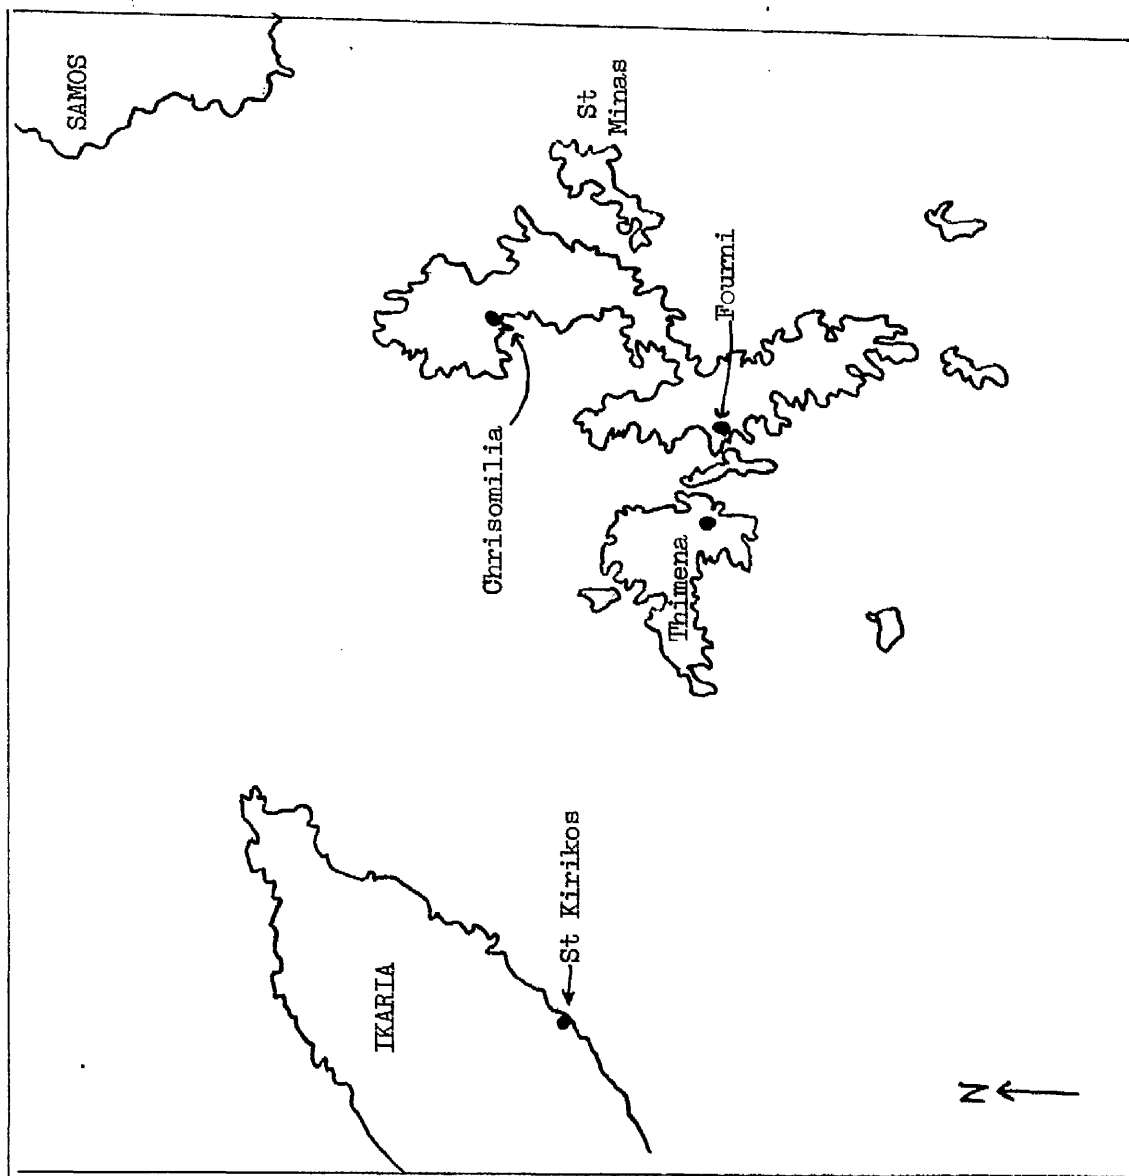 SAMOS
St
Minas
Fourni
Chrisomilia
Thimena
St Kirikos
IKARIA
N